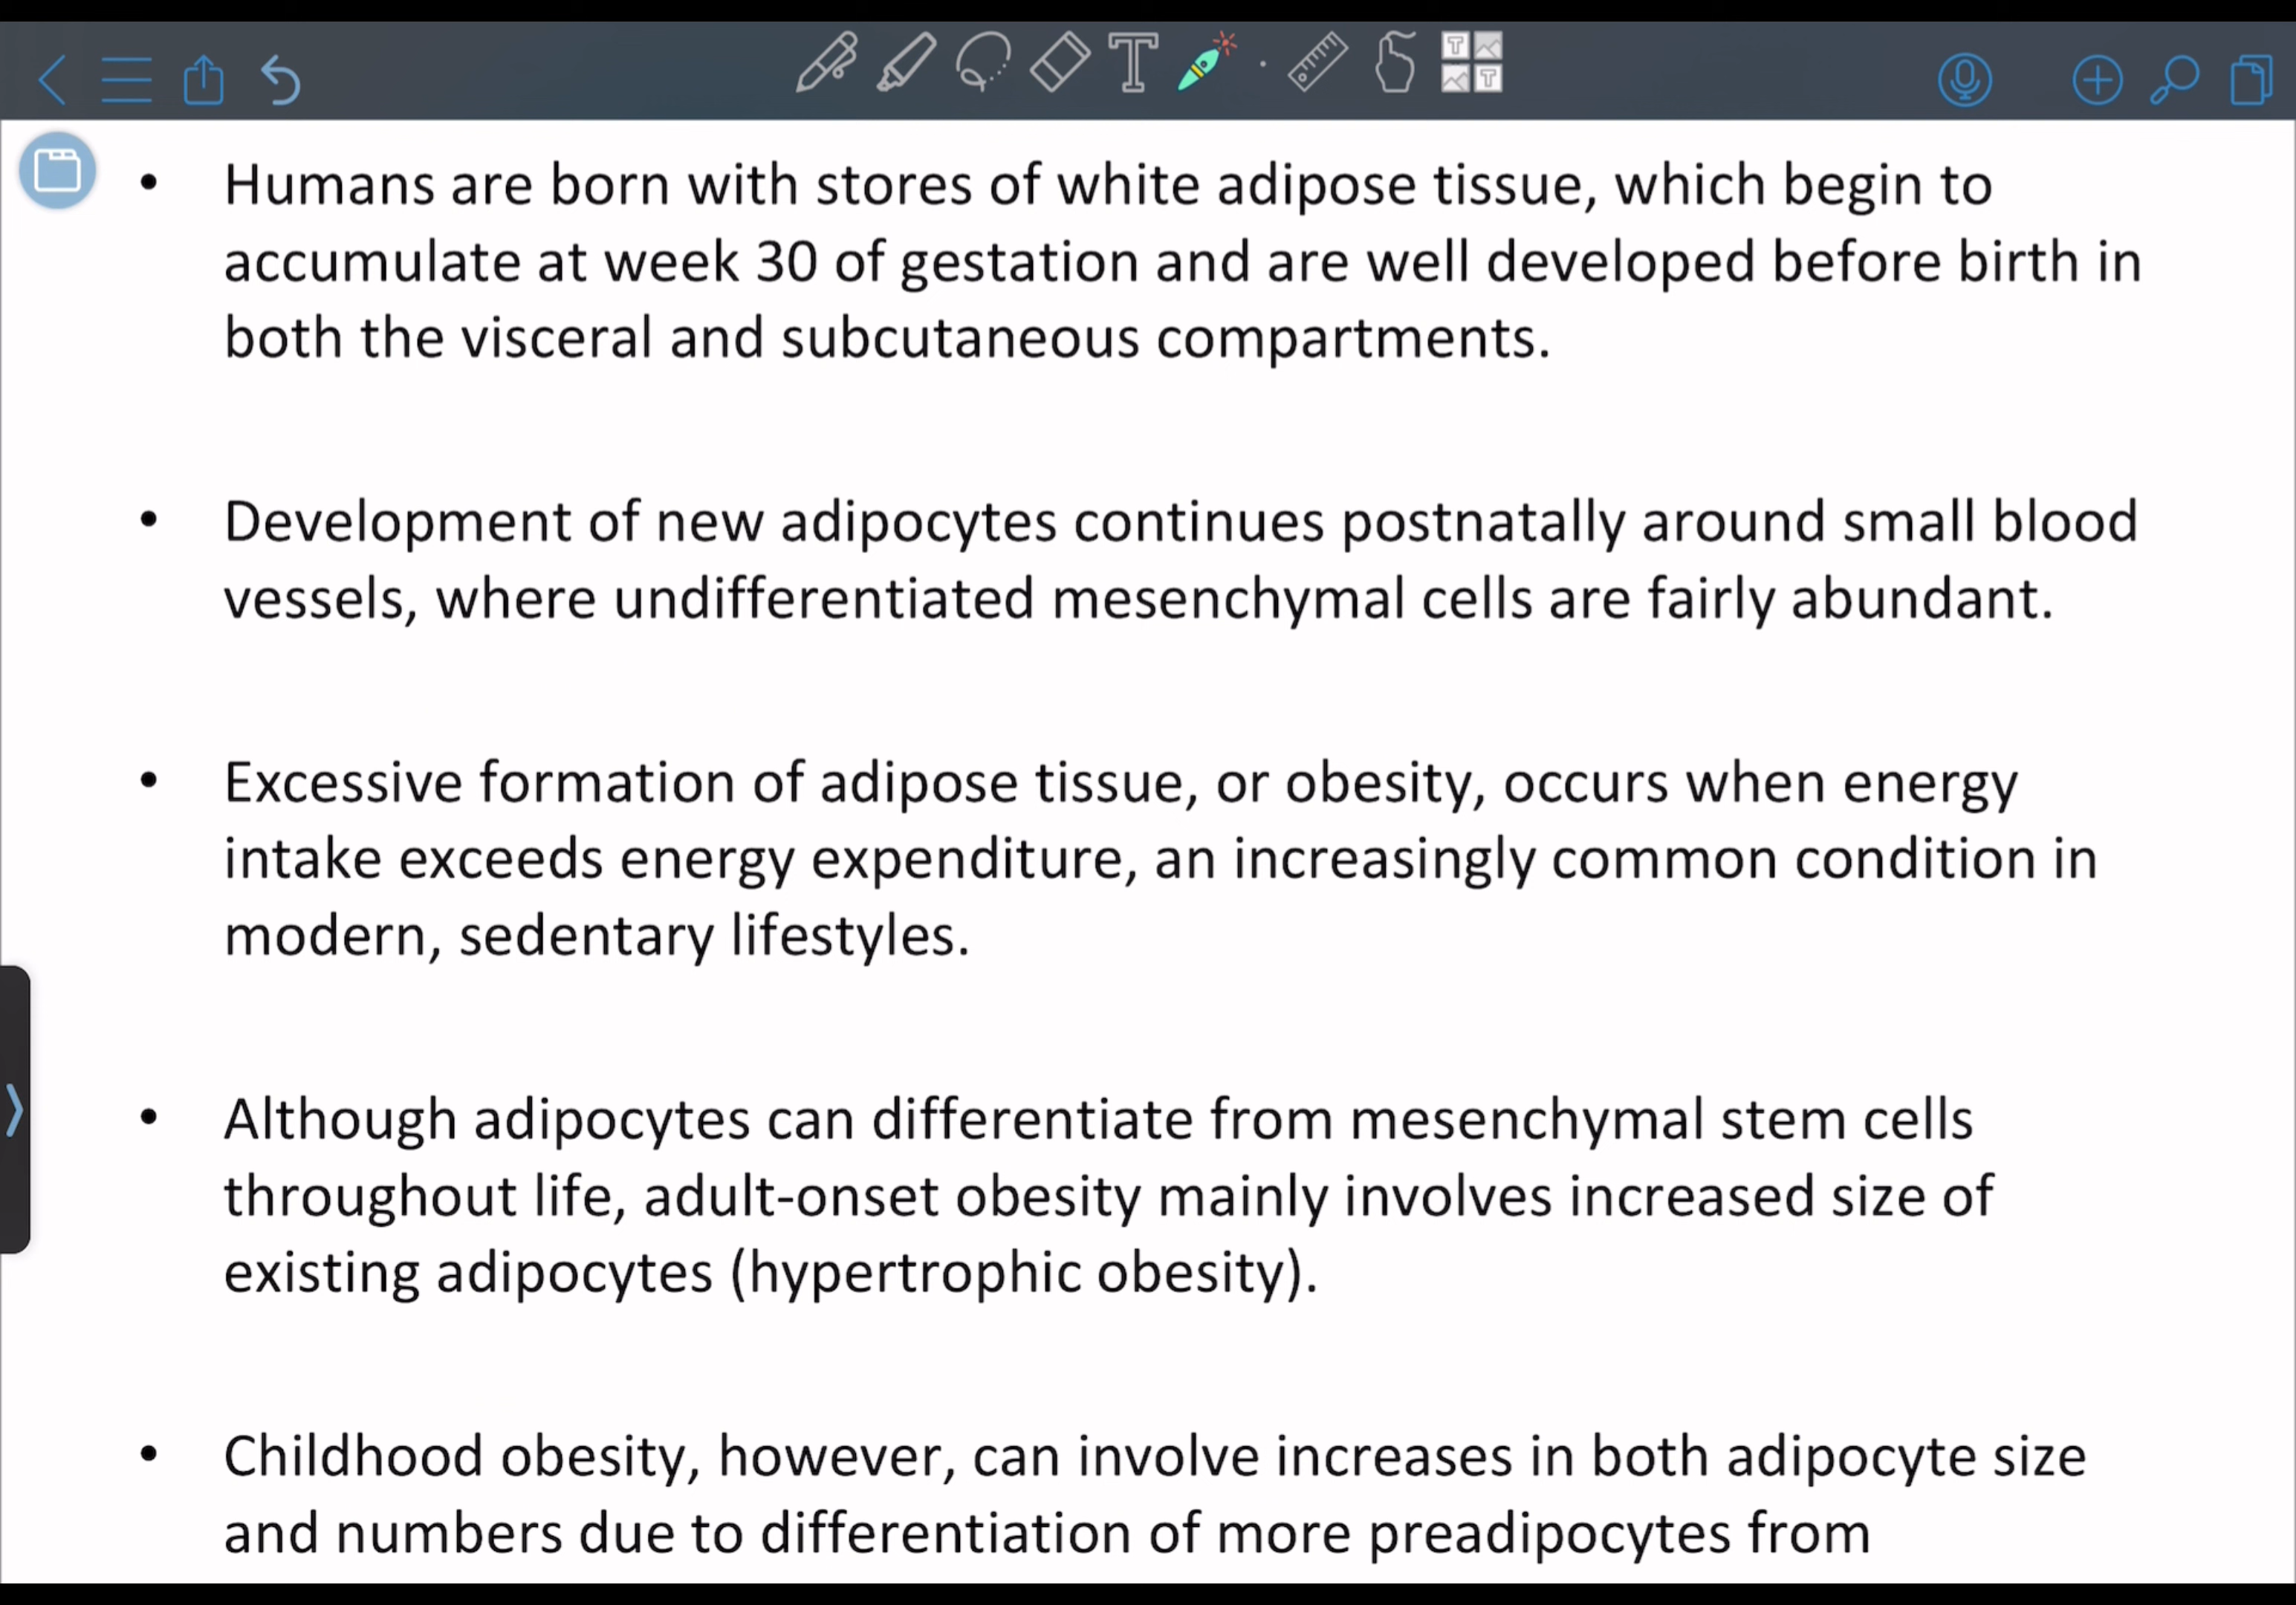 • Humans are born with stores of white adipose tissue, which begin to
accumulate at week 30 of gestation and are well developed before birth in
both the visceral and subcutaneous compartments.
• Development of new adipocytes continues postnatally around small blood
vessels, where undifferentiated mesenchymal cells are fairly abundant.
• Excessive formation of adipose tissue, or obesity, occurs when energy
intake exceeds energy expenditure, an increasingly common condition in
modern, sedentary lifestyles.
• Although adipocytes can differentiate from mesenchymal stem cells
throughout life, adult-onset obesity mainly involves increased size of
existing adipocytes (hypertrophic obesity).
• Childhood obesity, however, can involve increases in both adipocyte size
and numbers due to differentiation of more preadipocytes from